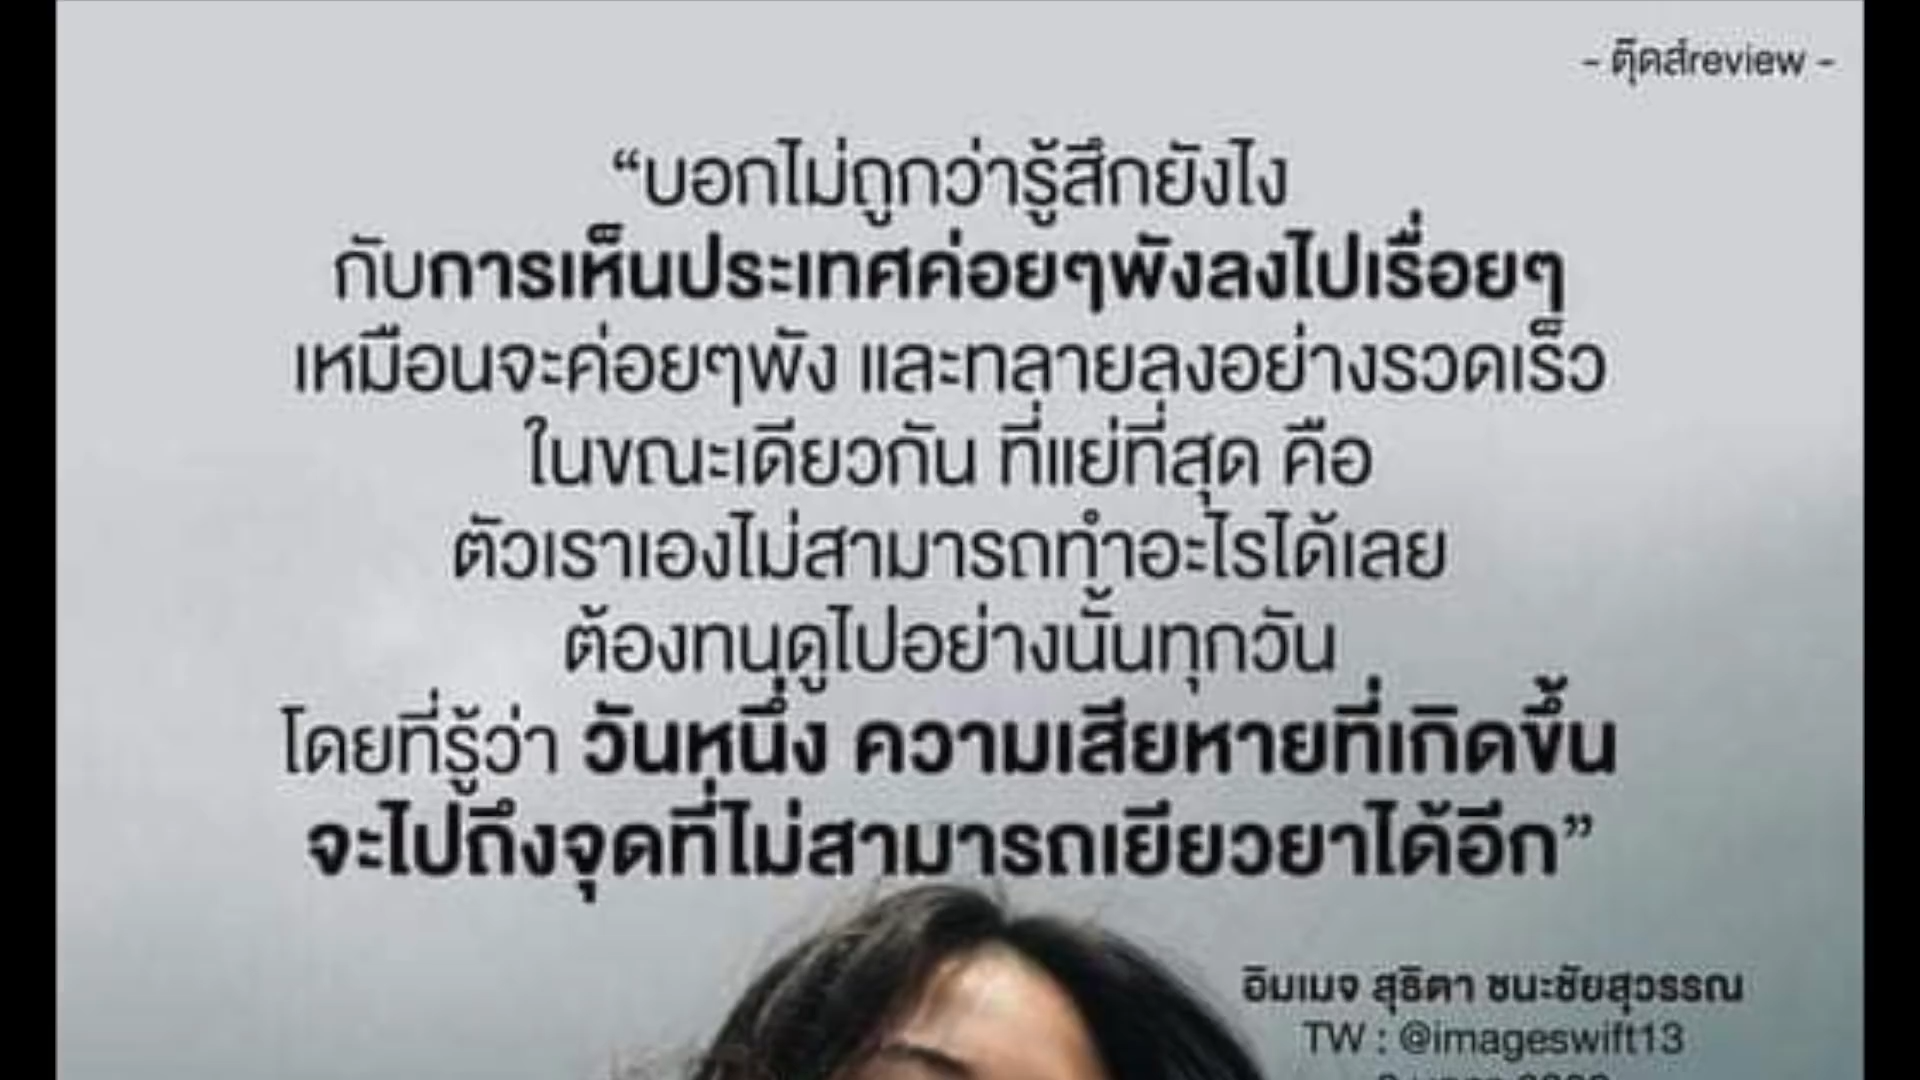 - ตุ๊ดส์review -
“บอกไม่ถูกว่ารู้สึกยังไง
กับการเห็นประเทศค่อยๆพังลงไปเรื่อยๆ
เหมือนจะค่อยๆพัง และทลายลงอย่างรวดเร็ว
ในขณะเดียวกัน ที่แย่ที่สุด คือ
ตัวเราเองไม่สามารถทำอะไรได้เลย
ต้องทนดูไปอย่างนั้นทุกวัน
โดยที่รู้ว่า วันหนึ่ง ความเสียหายที่เกิดขึ้น
จะไปถึงจุดที่ไม่สามารถเยียวยาได้อีก”
อิมเมจ สุธิตา ชนะชัยสุวรรณ
TW : @imageswift13